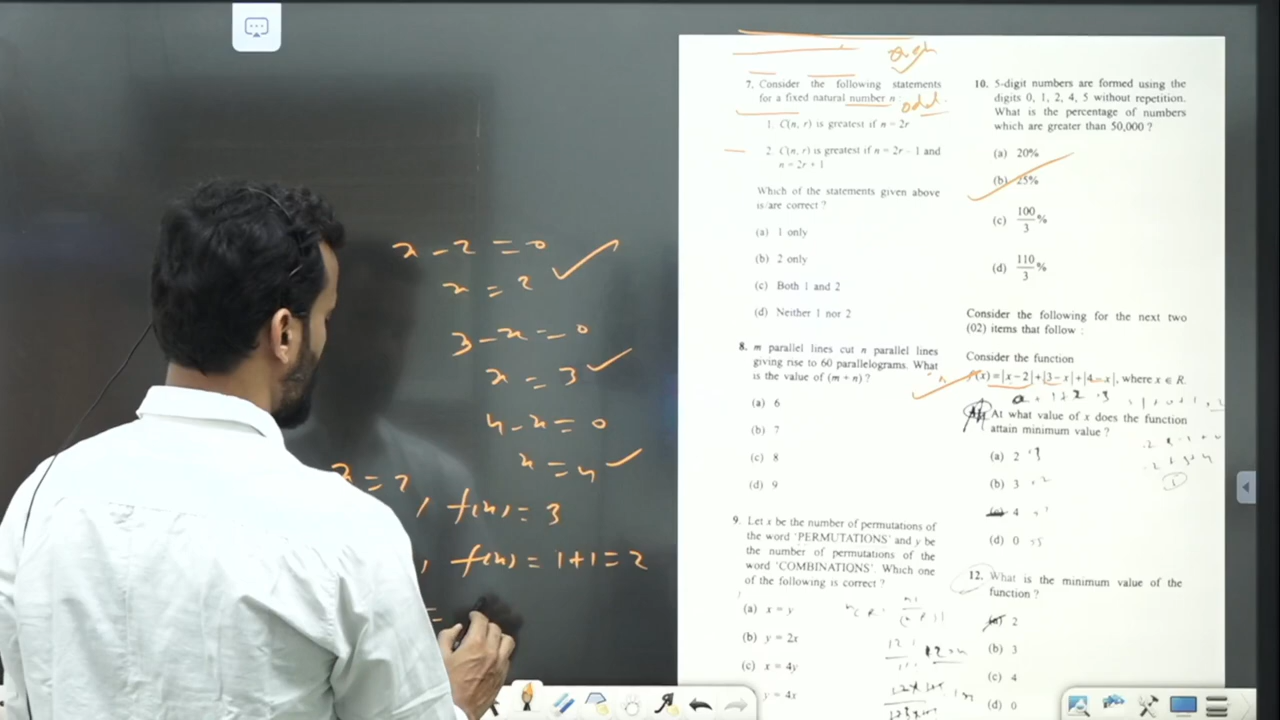 x - 2 = 0
x = 2
3 - x = 0
x = 3
4 - x = 0
x = 4
x = 2, f(x) = 3
, f(x) = 1+1 = 2
=
odd
7. Consider the following statements
for a fixed natural number n :
1. C(n, r) is greatest if n = 2r
2. C(n, r) is greatest if n = 2r - 1 and
n = 2r + 1
Which of the statements given above
is/are correct ?
(a) 1 only
(b) 2 only
(c) Both 1 and 2
(d) Neither 1 nor 2
8. m parallel lines cut n parallel lines
giving rise to 60 parallelograms. What
is the value of (m + n) ?
(a) 6
(b) 7
(c) 8
(d) 9
9. Let x be the number of permutations of
the word 'PERMUTATIONS' and y be
the number of permutations of the
word 'COMBINATIONS'. Which one
of the following is correct ?
(a) x = y
(b) y = 2x
(c) x = 4y
y = 4x
10. 5-digit numbers are formed using the
digits 0, 1, 2, 4, 5 without repetition.
What is the percentage of numbers
which are greater than 50,000 ?
(a) 20%
(b) 25%
(c) 100/3 %
(d) 110/3 %
Consider the following for the next two
(02) items that follow :
Consider the function
f(x) = |x - 2| + |3 - x| + |4 - x|, where x ∈ R.
At what value of x does the function
attain minimum value ?
(a) 2
(b) 3
(c) 4
(d) 0
12. What is the minimum value of the
function ?
(a) 2
(b) 3
(c) 4
(d) 0